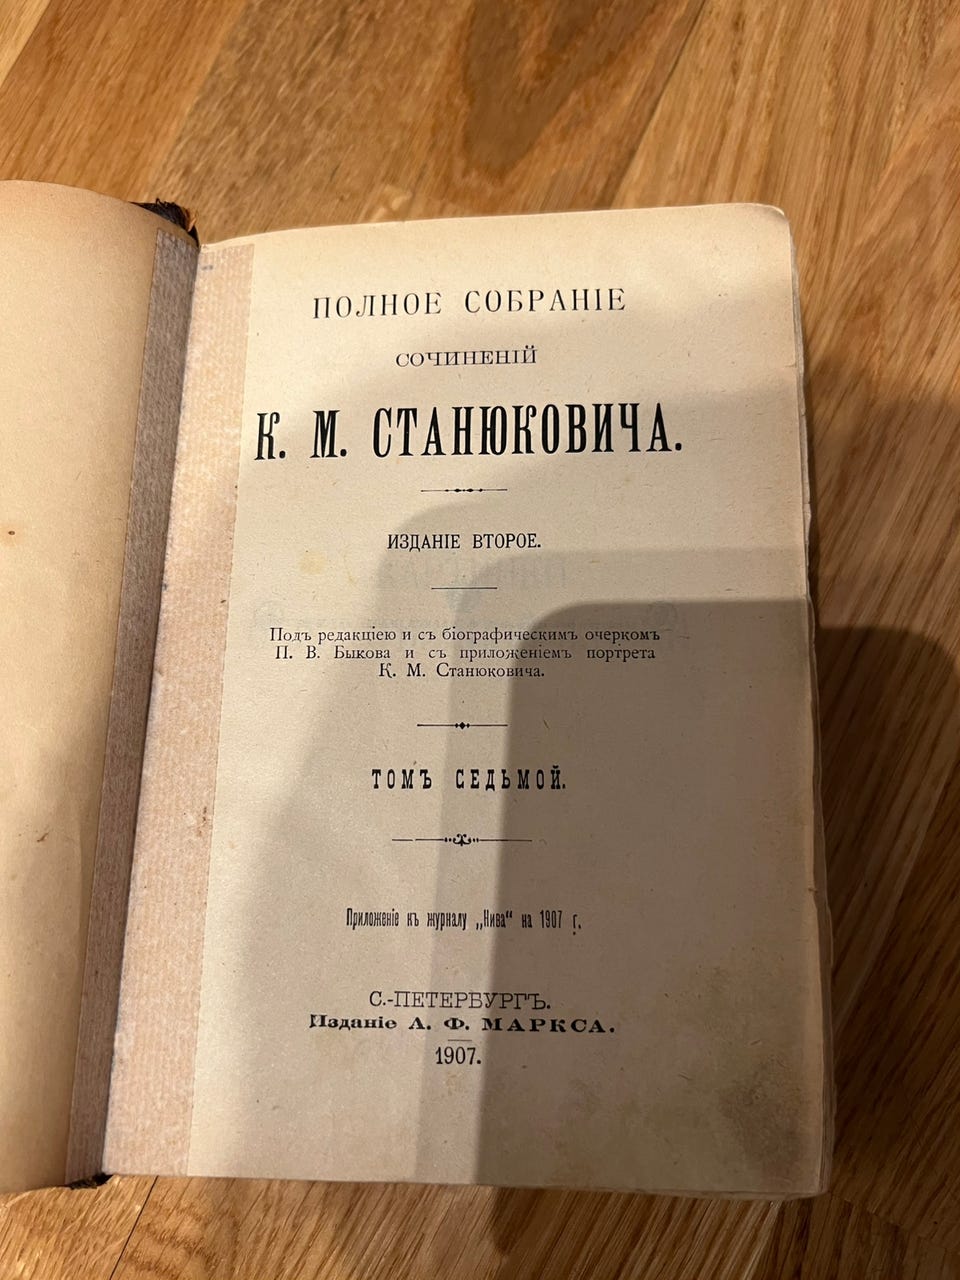 ПОЛНОЕ СОБРАНІЕ
СОЧИНЕНІЙ
К. М. СТАНЮКОВИЧА.
ИЗДАНІЕ ВТОРОЕ.
Подъ редакціею и съ біографическимъ очеркомъ
П. В. Быкова и съ приложеніемъ портрета
К. М. Станюковича.
ТОМЪ СЕДЬМОЙ.
Приложеніе къ журналу „Нива“ на 1907 г.
С.-ПЕТЕРБУРГЪ.
Изданіе А. Ф. МАРКСА.
1907.